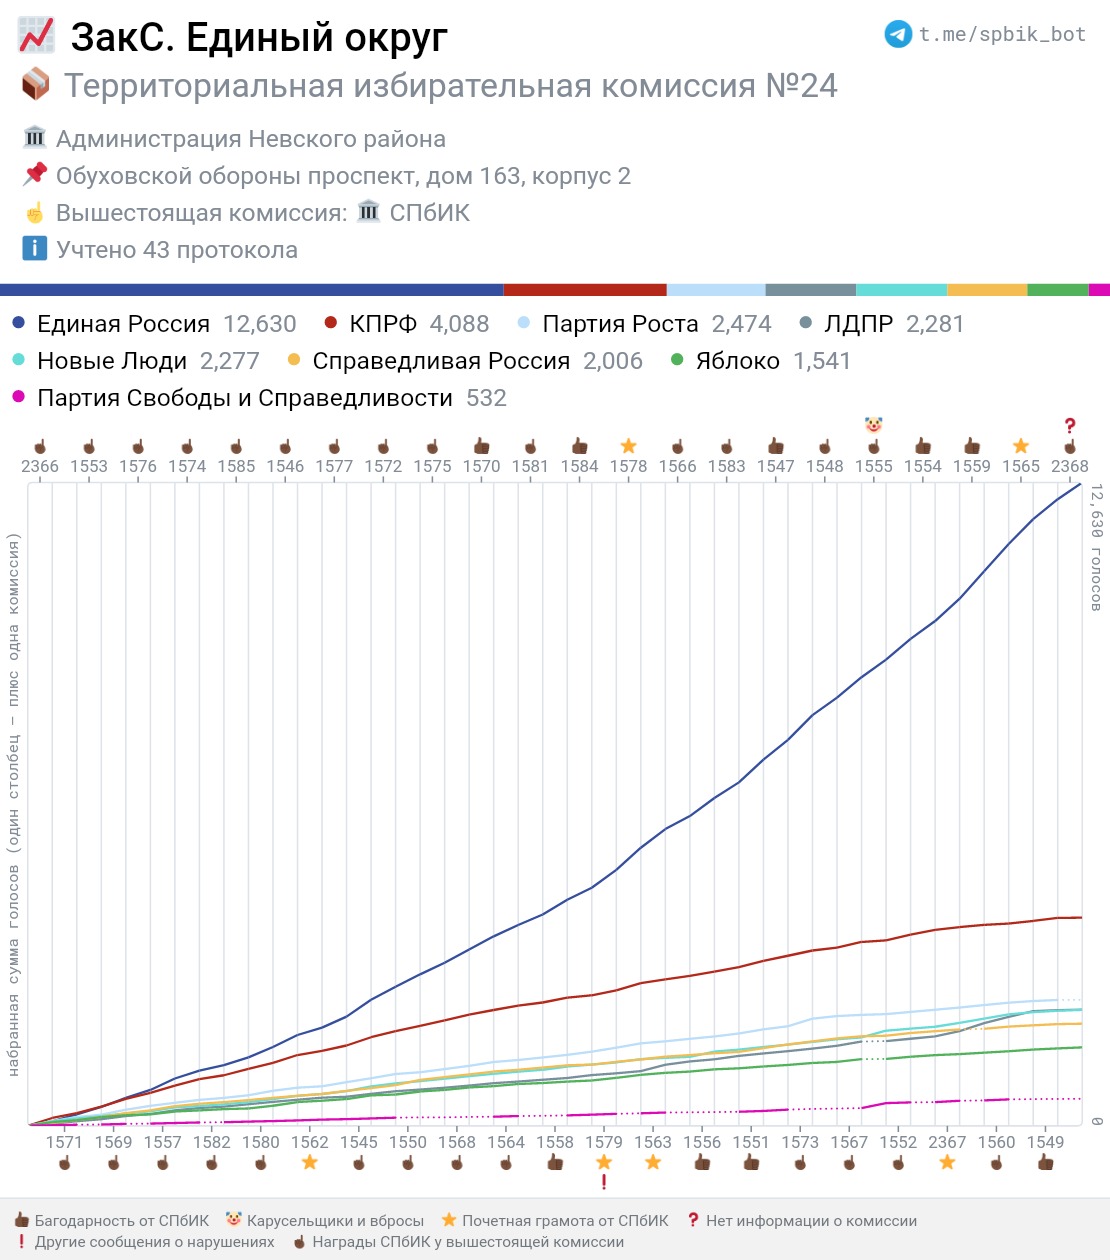 ЗакС. Единый округ
t.me/spbik_bot
Территориальная избирательная комиссия №24
Администрация Невского района
Обуховской обороны проспект, дом 163, корпус 2
Вышестоящая комиссия: СПбИК
Учтено 43 протокола
Единая Россия 12,630 КПРФ 4,088 Партия Роста 2,474 ЛДПР 2,281
Новые Люди 2,277 Справедливая Россия 2,006 Яблоко 1,541
Партия Свободы и Справедливости 532
2366 1553 1576 1574 1585 1546 1577 1572 1575 1570 1581 1584 1578 1566 1583 1547 1548 1555 1554 1559 1565 2368
12,630 голосов
набранная сумма голосов (один столбец – плюс одна комиссия)
0
1571 1569 1557 1582 1580 1562 1545 1550 1568 1564 1558 1579 1563 1556 1551 1573 1567 1552 2367 1560 1549
Багодарность от СПбИК Карусельщики и вбросы Почетная грамота от СПбИК Нет информации о комиссии
Другие сообщения о нарушениях Награды СПбИК у вышестоящей комиссии